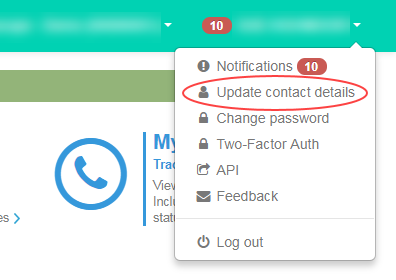 10
Notifications 10
Update contact details
Change password
Two-Factor Auth
API
Feedback
Log out
My
Trac
View
Inclu
statu
es